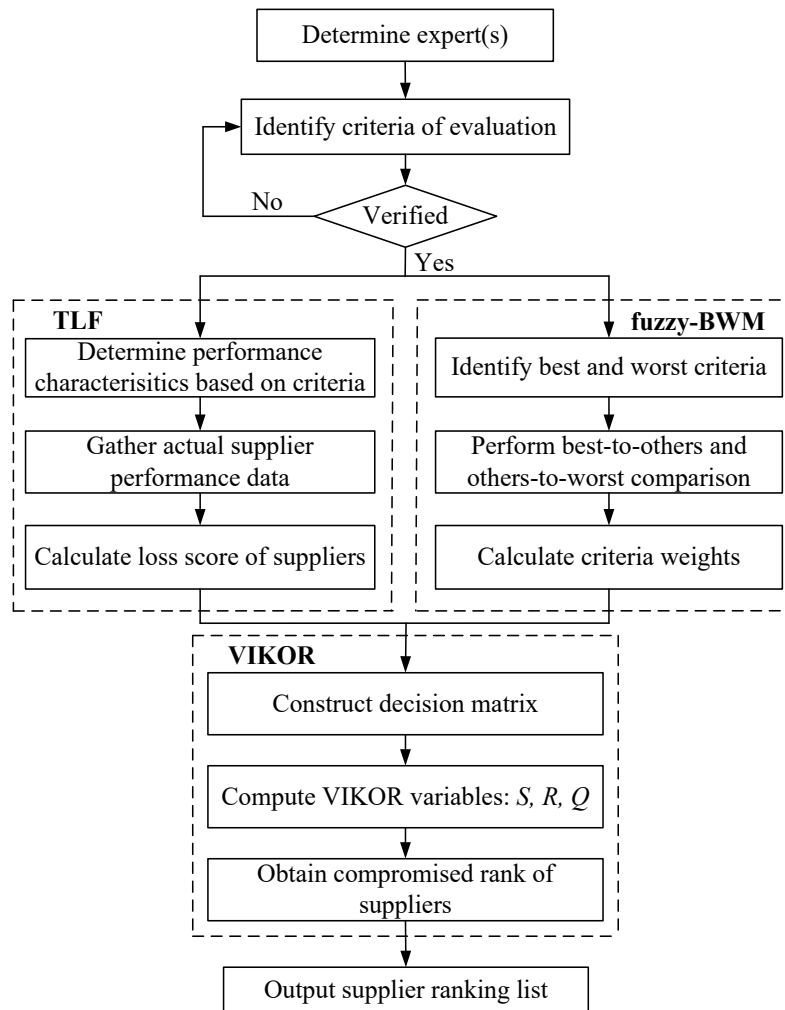 Determine expert(s)
Identify criteria of evaluation
No
Verified
Yes
TLF
Determine performance
characterisitics based on criteria
Gather actual supplier
performance data
Calculate loss score of suppliers
fuzzy-BWM
Identify best and worst criteria
Perform best-to-others and
others-to-worst comparison
Calculate criteria weights
VIKOR
Construct decision matrix
Compute VIKOR variables: S, R, Q
Obtain compromised rank of
suppliers
Output supplier ranking list